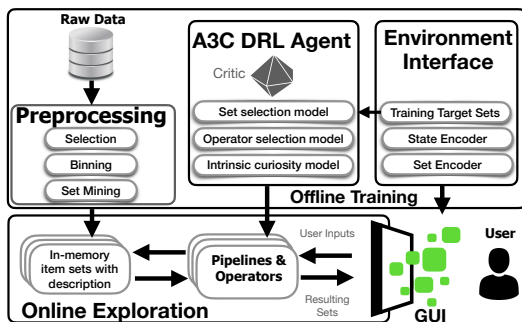 Raw Data
Preprocessing
Selection
Binning
Set Mining
A3C DRL Agent
Critic
Set selection model
Operator selection model
Intrinsic curiosity model
Environment
Interface
Training Target Sets
State Encoder
Set Encoder
Offline Training
In-memory
item sets with
description
Pipelines &
Operators
User Inputs
Resulting
Sets
User
GUI
Online Exploration